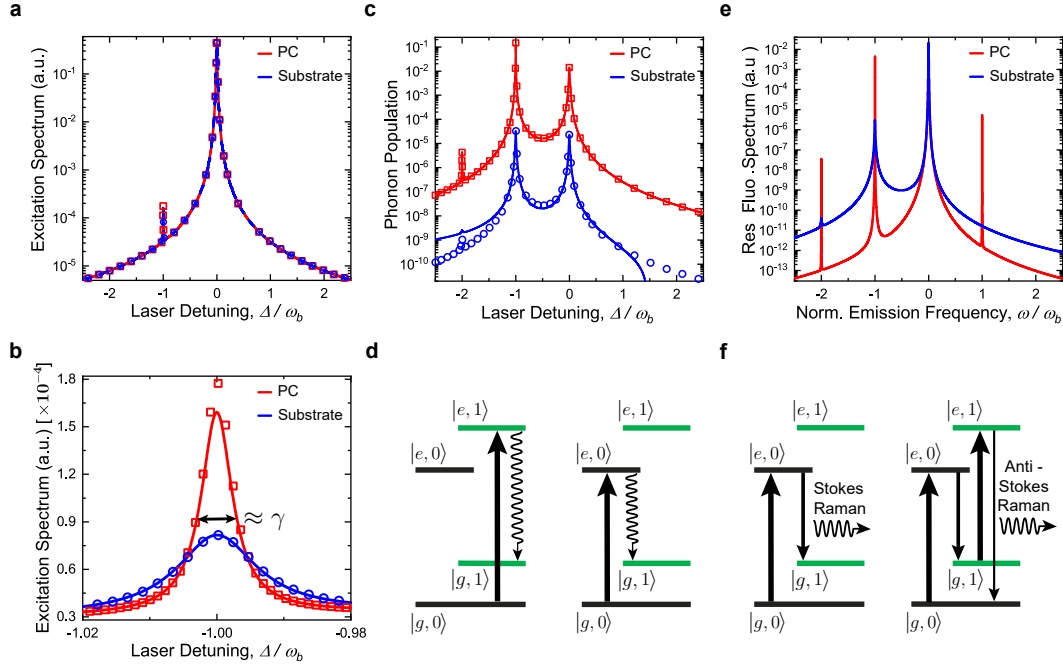 a
Excitation Spectrum (a.u.)
10⁻¹
10⁻²
10⁻³
10⁻⁴
10⁻⁵
PC
Substrate
-2 -1 0 1 2
Laser Detuning, Δ / ω_b
c
Phonon Population
10⁻¹
10⁻²
10⁻³
10⁻⁴
10⁻⁵
10⁻⁶
10⁻⁷
10⁻⁸
10⁻⁹
10⁻¹⁰
PC
Substrate
-2 -1 0 1 2
Laser Detuning, Δ / ω_b
e
Res Fluo .Spectrum (a.u )
10⁻²
10⁻³
10⁻⁴
10⁻⁵
10⁻⁶
10⁻⁷
10⁻⁸
10⁻⁹
10⁻¹⁰
10⁻¹¹
10⁻¹²
10⁻¹³
PC
Substrate
-2 -1 0 1 2
Norm. Emission Frequency, ω / ω_b
b
Excitation Spectrum (a.u.) [ ×10⁻⁴]
1.8
1.5
1.2
0.9
0.6
0.3
PC
Substrate
≈ γ
-1.02 -1.00 -0.98
Laser Detuning, Δ / ω_b
d
|e, 1⟩
|e, 0⟩
|g, 1⟩
|g, 0⟩
|e, 1⟩
|e, 0⟩
|g, 1⟩
|g, 0⟩
f
|e, 1⟩
|e, 0⟩
Stokes
Raman
|g, 1⟩
|g, 0⟩
|e, 1⟩
|e, 0⟩
Anti -
Stokes
Raman
|g, 1⟩
|g, 0⟩